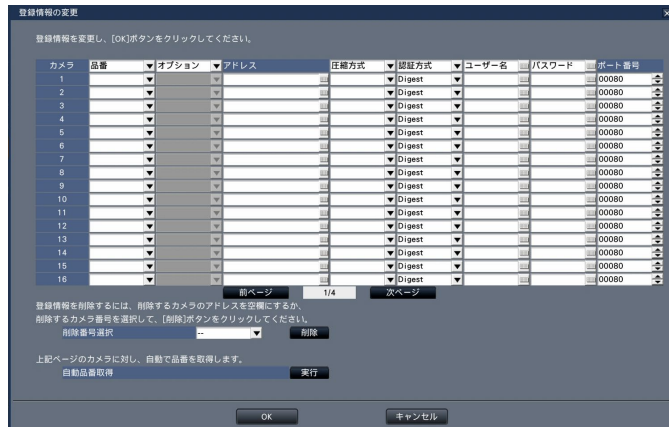 登録情報の変更
登録情報を変更し、[OK]ボタンをクリックしてください。
カメラ 品番 オプション アドレス 圧縮方式 認証方式 ユーザー名 パスワード ポート番号
1 Digest 00080
2 Digest 00080
3 Digest 00080
4 Digest 00080
5 Digest 00080
6 Digest 00080
7 Digest 00080
8 Digest 00080
9 Digest 00080
10 Digest 00080
11 Digest 00080
12 Digest 00080
13 Digest 00080
14 Digest 00080
15 Digest 00080
16 Digest 00080
前ページ 1/4 次ページ
登録情報を削除するには、削除するカメラのアドレスを空欄にするか、
削除するカメラ番号を選択して、[削除]ボタンをクリックしてください。
削除番号選択 -- 削除
上記ページのカメラに対し、自動で品番を取得します。
自動品番取得 実行
OK キャンセル